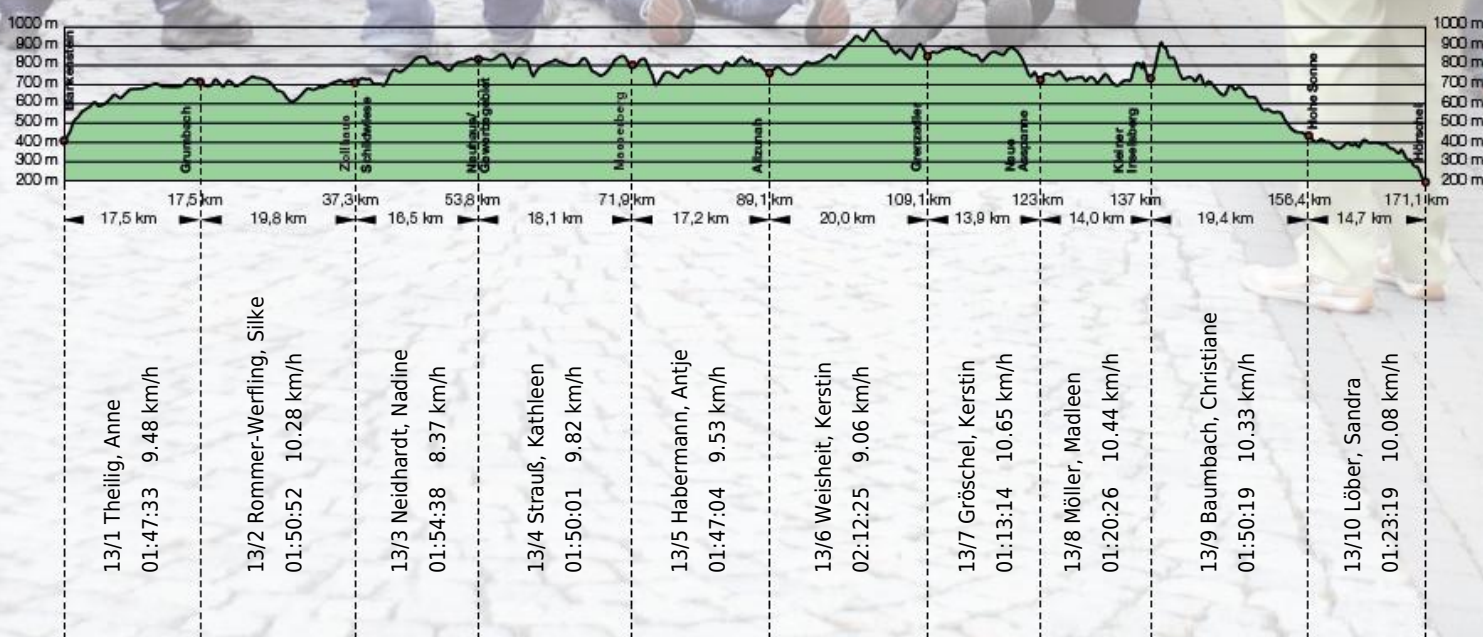 1000 m
900 m
800 m
700 m
600 m
500 m
400 m
300 m
200 m
1000 m
900 m
800 m
700 m
600 m
500 m
400 m
300 m
200 m
Blankenstein
Grumbach
Zollhaus
Schildwiese
Neuhaus/
Masserberg
Allzunah
Grenzadler
Neue
Ausspanne
Kleiner
Inselsberg
Hohe Sonne
Hörschel
17,5 km
37,3 km
53,8 km
71,9 km
89,1 km
109,1 km
123 km
137 km
156,4 km
171,1 km
17,5 km
19,8 km
16,5 km
18,1 km
17,2 km
20,0 km
13,9 km
14,0 km
19,4 km
14,7 km
13/1 Theilig, Anne
01:47:33 9.48 km/h
13/2 Rommer-Werfling, Silke
01:50:52 10.28 km/h
13/3 Neidhardt, Nadine
01:54:38 8.37 km/h
13/4 Strauß, Kathleen
01:50:01 9.82 km/h
13/5 Habermann, Antje
01:47:04 9.53 km/h
13/6 Weisheit, Kerstin
02:12:25 9.06 km/h
13/7 Gröschel, Kerstin
01:13:14 10.65 km/h
13/8 Möller, Madleen
01:20:26 10.44 km/h
13/9 Baumbach, Christiane
01:50:19 10.33 km/h
13/10 Löber, Sandra
01:23:19 10.08 km/h